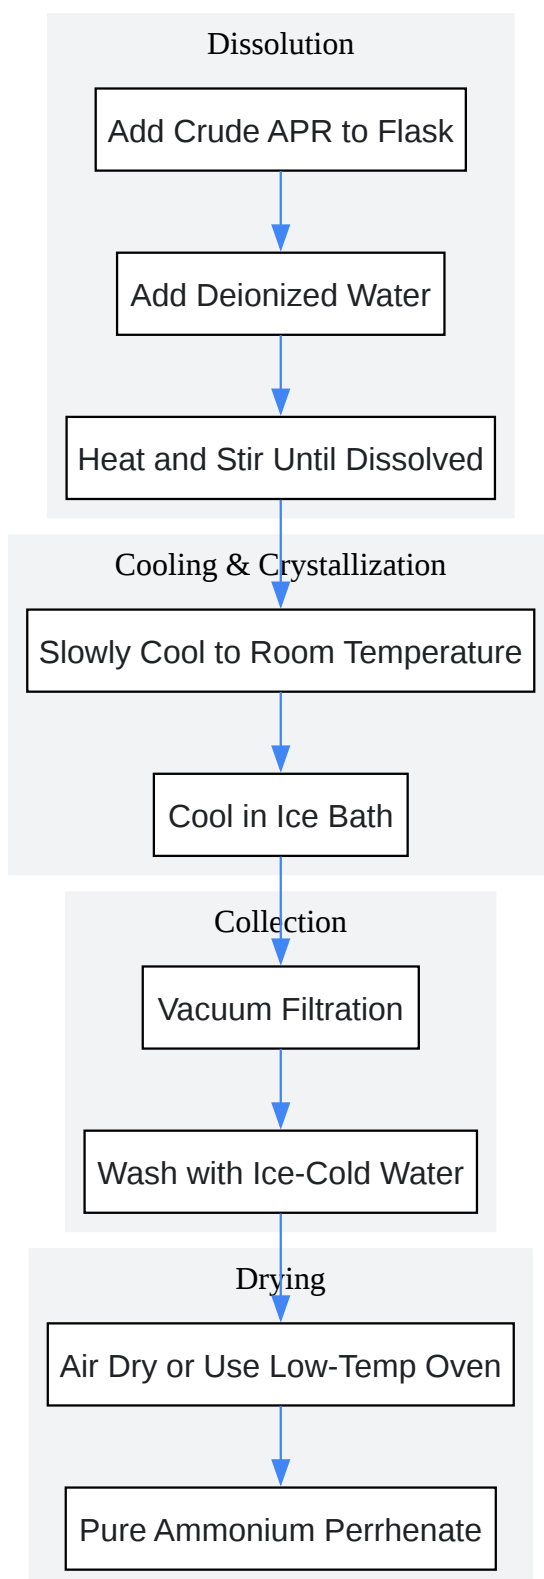 Dissolution
Add Crude APR to Flask
Add Deionized Water
Heat and Stir Until Dissolved
Cooling & Crystallization
Slowly Cool to Room Temperature
Cool in Ice Bath
Collection
Vacuum Filtration
Wash with Ice-Cold Water
Drying
Air Dry or Use Low-Temp Oven
Pure Ammonium Perrhenate